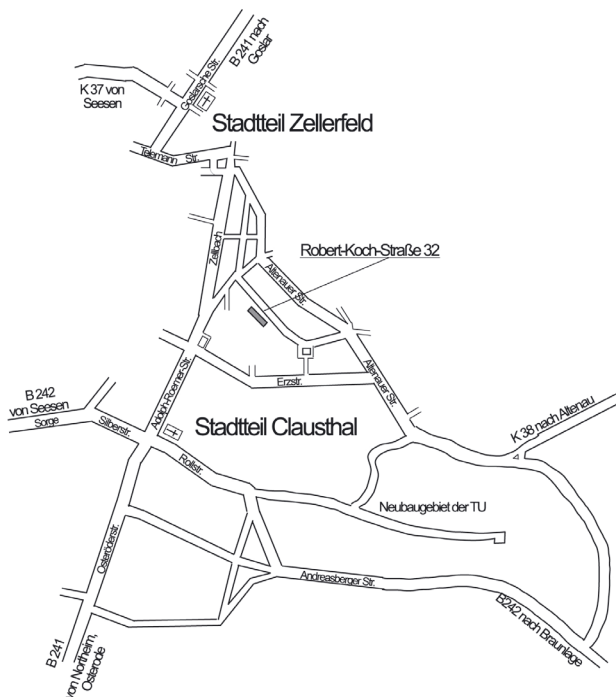 B 241 nach
Goslar
Goslarsche Str.
K 37 von
Seesen
Stadtteil Zellerfeld
Telemann Str.
Zellbach
Robert-Koch-Straße 32
Altenauer Str.
Adolph-Roemer-Str.
Erzstr.
Altenauer Str.
B 242
von Seesen
Sorge
Silberstr.
Stadtteil Clausthal
K 38 nach Altenau
Rollstr.
Neubaugebiet der TU
Osteröderstr.
Andreasberger Str.
B242 nach Braunlage
B 241
von Northeim,
Osterode